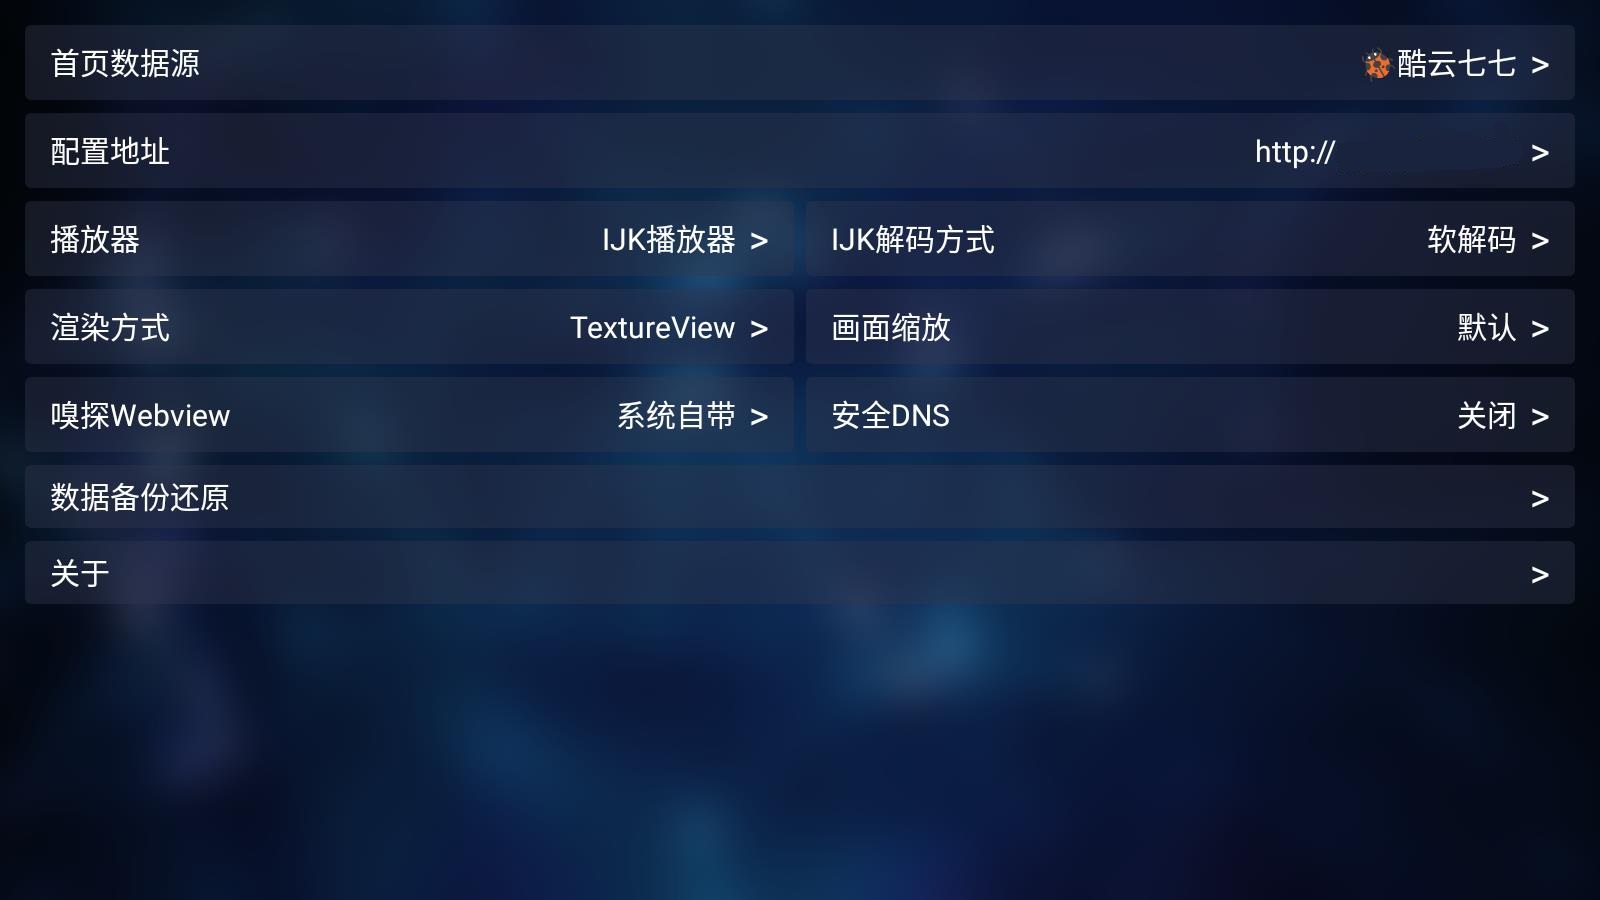 首页数据源 🐞酷云七七 >
配置地址 http:// >
播放器 IJK播放器 > IJK解码方式 软解码 >
渲染方式 TextureView > 画面缩放 默认 >
嗅探Webview 系统自带 > 安全DNS 关闭 >
数据备份还原 >
关于 >